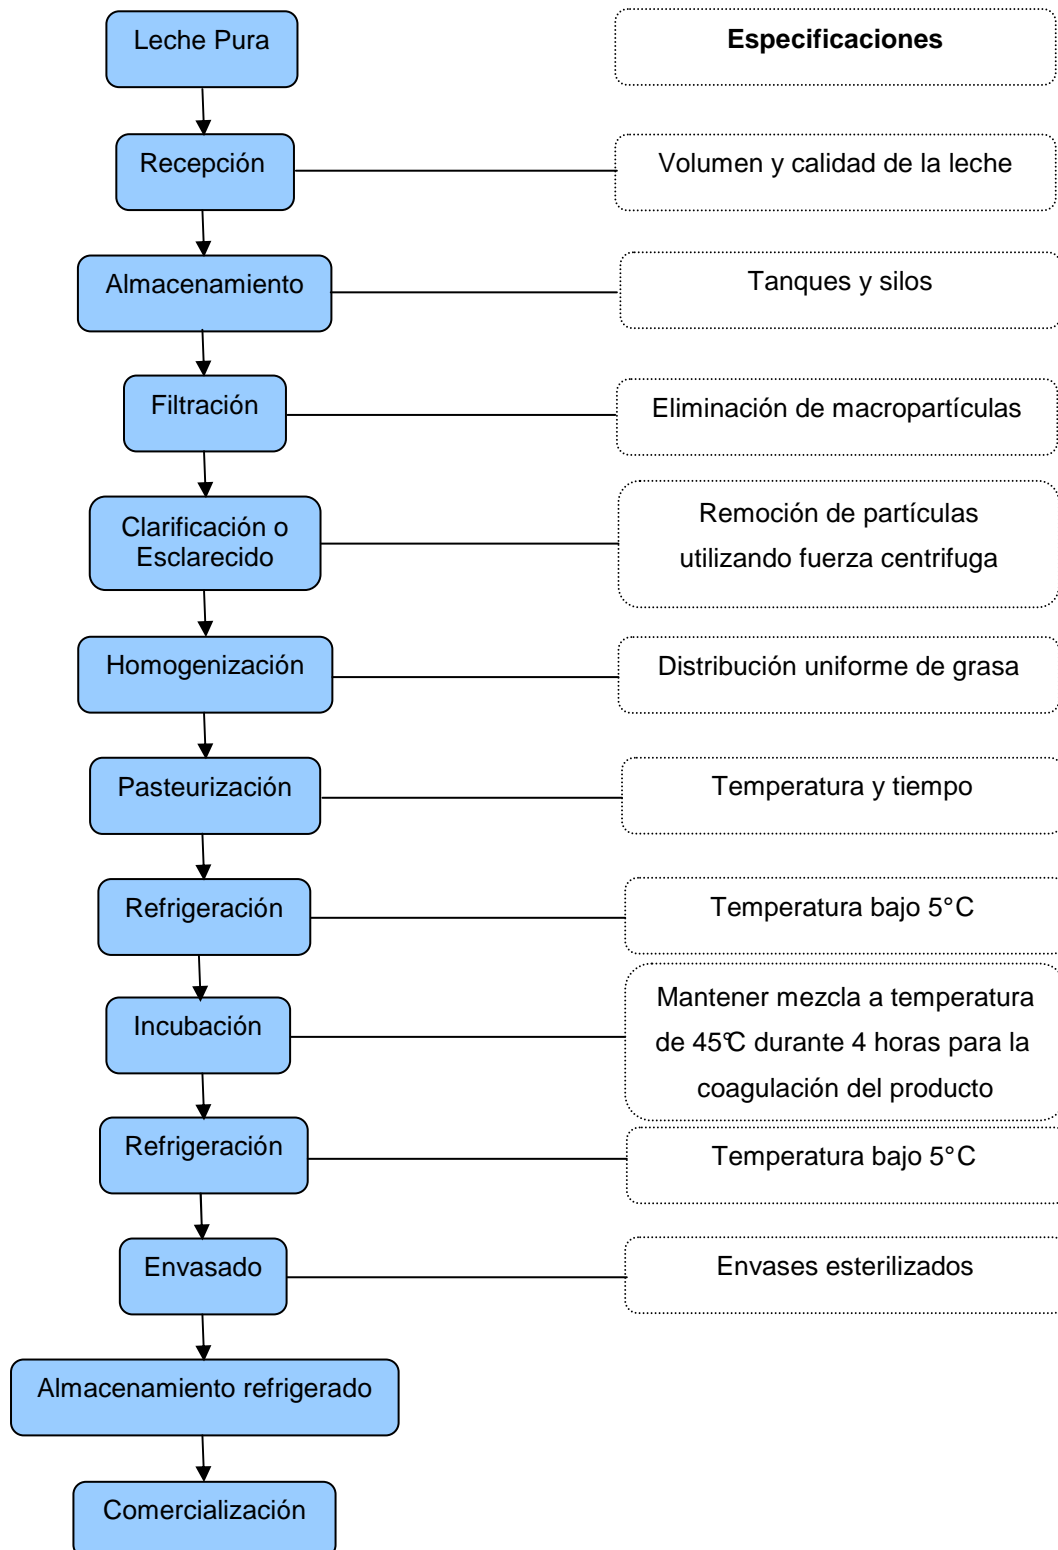 Leche Pura
Especificaciones
Recepción
Volumen y calidad de la leche
Almacenamiento
Tanques y silos
Filtración
Eliminación de macropartículas
Clarificación o
Esclarecido
Remoción de partículas
utilizando fuerza centrifuga
Homogenización
Distribución uniforme de grasa
Pasteurización
Temperatura y tiempo
Refrigeración
Temperatura bajo 5°C
Incubación
Mantener mezcla a temperatura
de 45°C durante 4 horas para la
coagulación del producto
Refrigeración
Temperatura bajo 5°C
Envasado
Envases esterilizados
Almacenamiento refrigerado
Comercialización